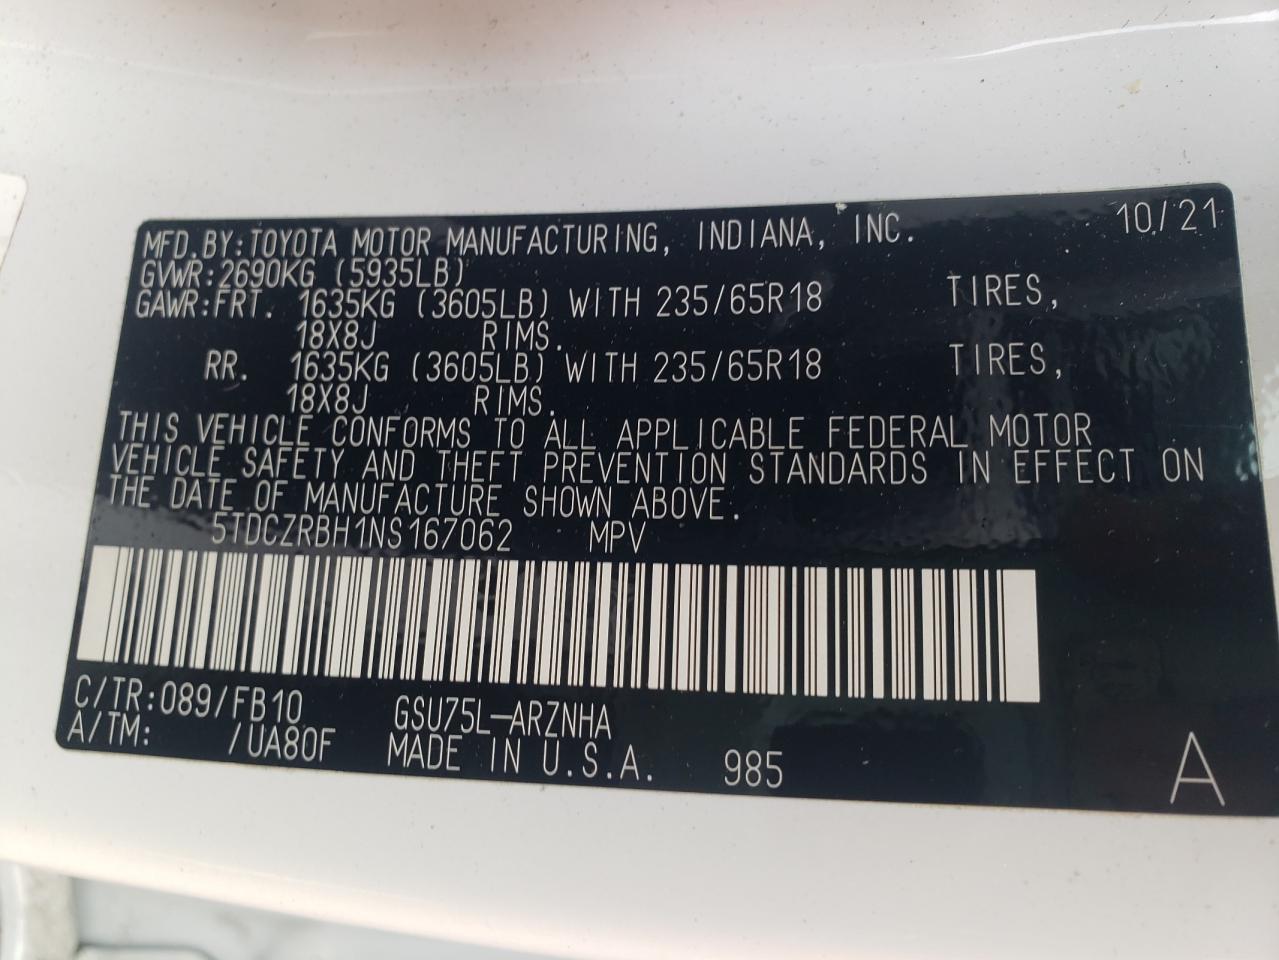 MFD.BY:TOYOTA MOTOR MANUFACTURING, INDIANA, INC. 10/21
GVWR:2690KG (5935LB)
GAWR:FRT. 1635KG (3605LB) WITH 235/65R18 TIRES,
18X8J RIMS.
RR. 1635KG (3605LB) WITH 235/65R18 TIRES,
18X8J RIMS.
THIS VEHICLE CONFORMS TO ALL APPLICABLE FEDERAL MOTOR
VEHICLE SAFETY AND THEFT PREVENTION STANDARDS IN EFFECT ON
THE DATE OF MANUFACTURE SHOWN ABOVE.
5TDCZRBH1NS167062 MPV
C/TR:089/FB10 GSU75L-ARZNHA
A/TM: /UA80F MADE IN U.S.A. 985 A